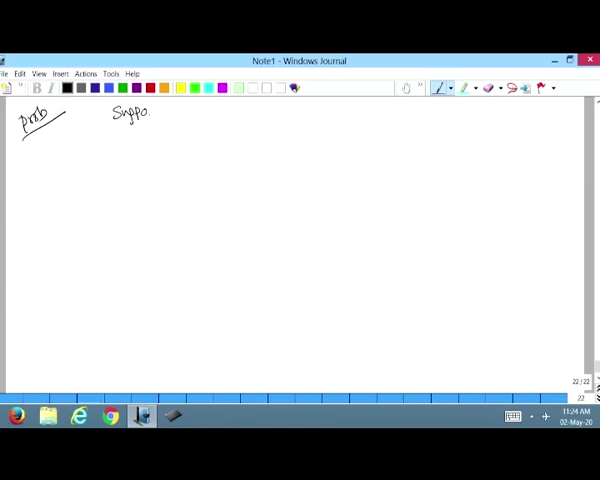 Note1 - Windows Journal
File Edit View Insert Actions Tools Help
B I
Prob Suppo
22 / 22
22
11:24 AM
02-May-20